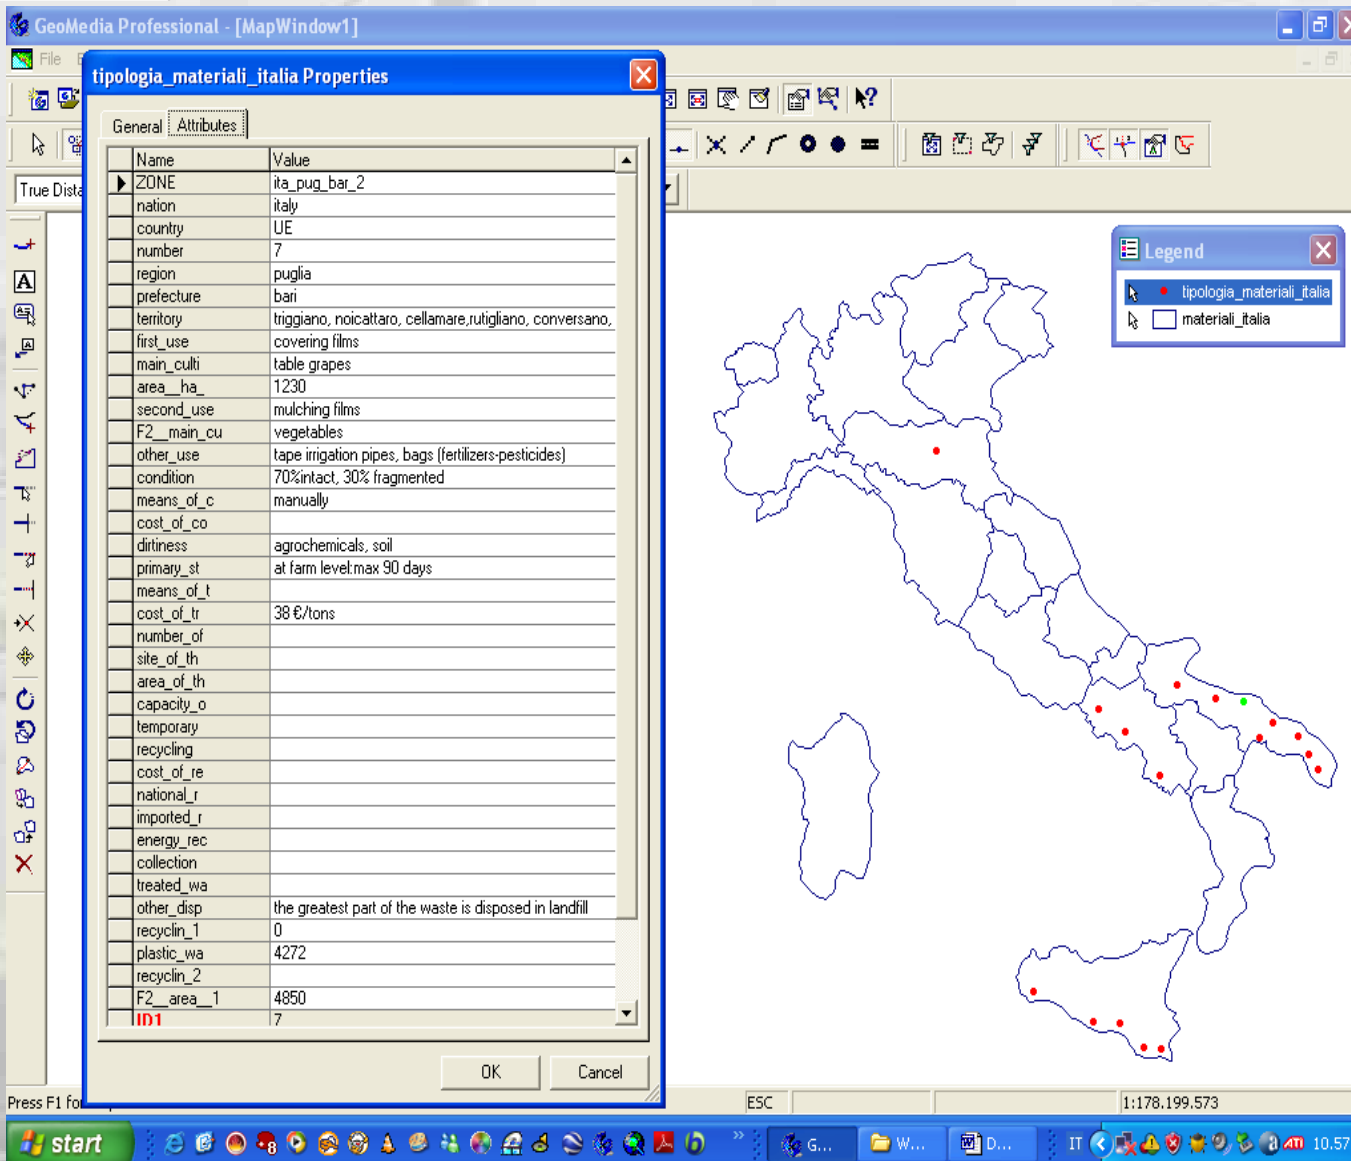 GeoMedia Professional - [MapWindow1]
File
tipologia_materiali_italia Properties
General Attributes
True Dista
Name Value
ZONE ita_pug_bar_2
nation italy
country UE
number 7
region puglia
prefecture bari
territory triggiano, noicattaro, cellamare,rutigliano, conversano,
first_use covering films
main_culti table grapes
area__ha_ 1230
second_use mulching films
F2__main_cu vegetables
other_use tape irrigation pipes, bags (fertilizers-pesticides)
condition 70%intact, 30% fragmented
means_of_c manually
cost_of_co
dirtiness agrochemicals, soil
primary_st at farm level:max 90 days
means_of_t
cost_of_tr 38 €/tons
number_of
site_of_th
area_of_th
capacity_o
temporary
recycling
cost_of_re
national_r
imported_r
energy_rec
collection
treated_wa
other_disp the greatest part of the waste is disposed in landfill
recyclin_1 0
plastic_wa 4272
recyclin_2
F2__area__1 4850
ID1 7
OK Cancel
Legend
tipologia_materiali_italia
materiali_italia
Press F1 fo
ESC
1:178.199.573
start
G...
W...
D...
IT
10.57